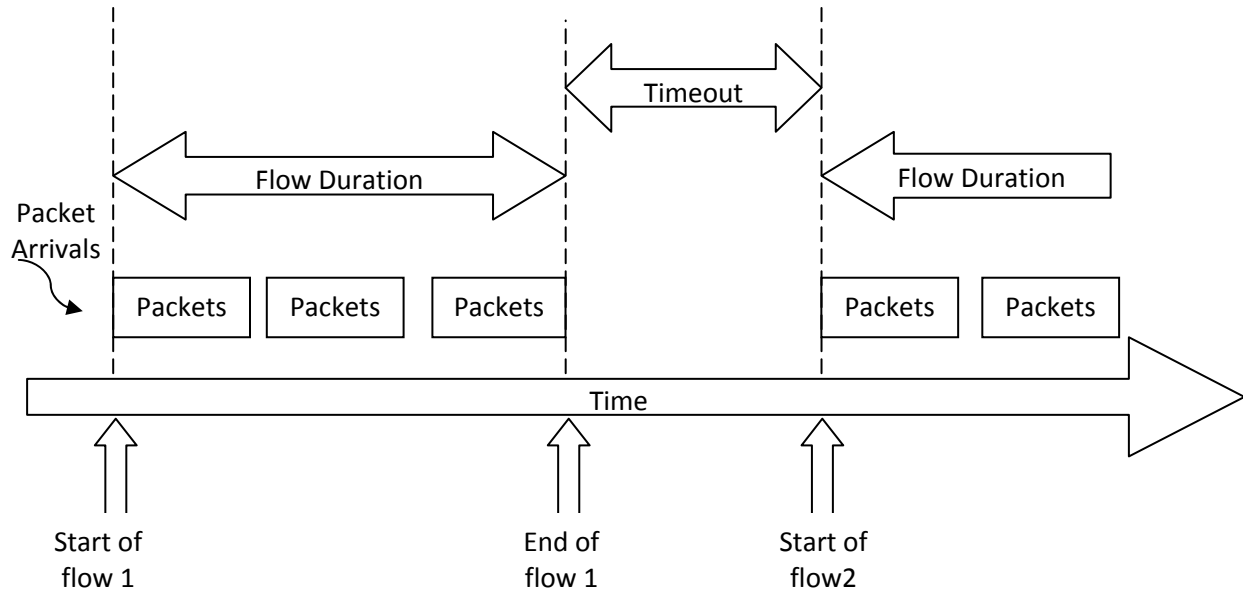 Timeout
Flow Duration
Flow Duration
Packet
Arrivals
Packets
Packets
Packets
Packets
Packets
Time
Start of
flow 1
End of
flow 1
Start of
flow2